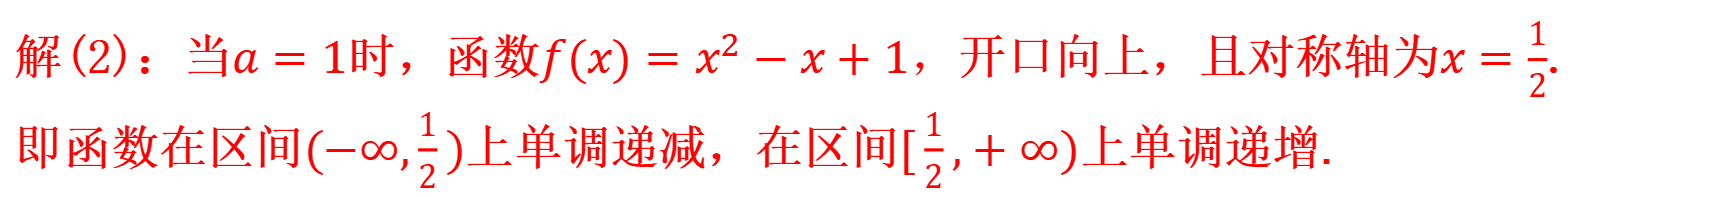 解(2)：当a = 1时，函数f(x) = x² − x + 1，开口向上，且对称轴为x = 1/2.
即函数在区间(−∞, 1/2)上单调递减，在区间[1/2, + ∞)上单调递增.